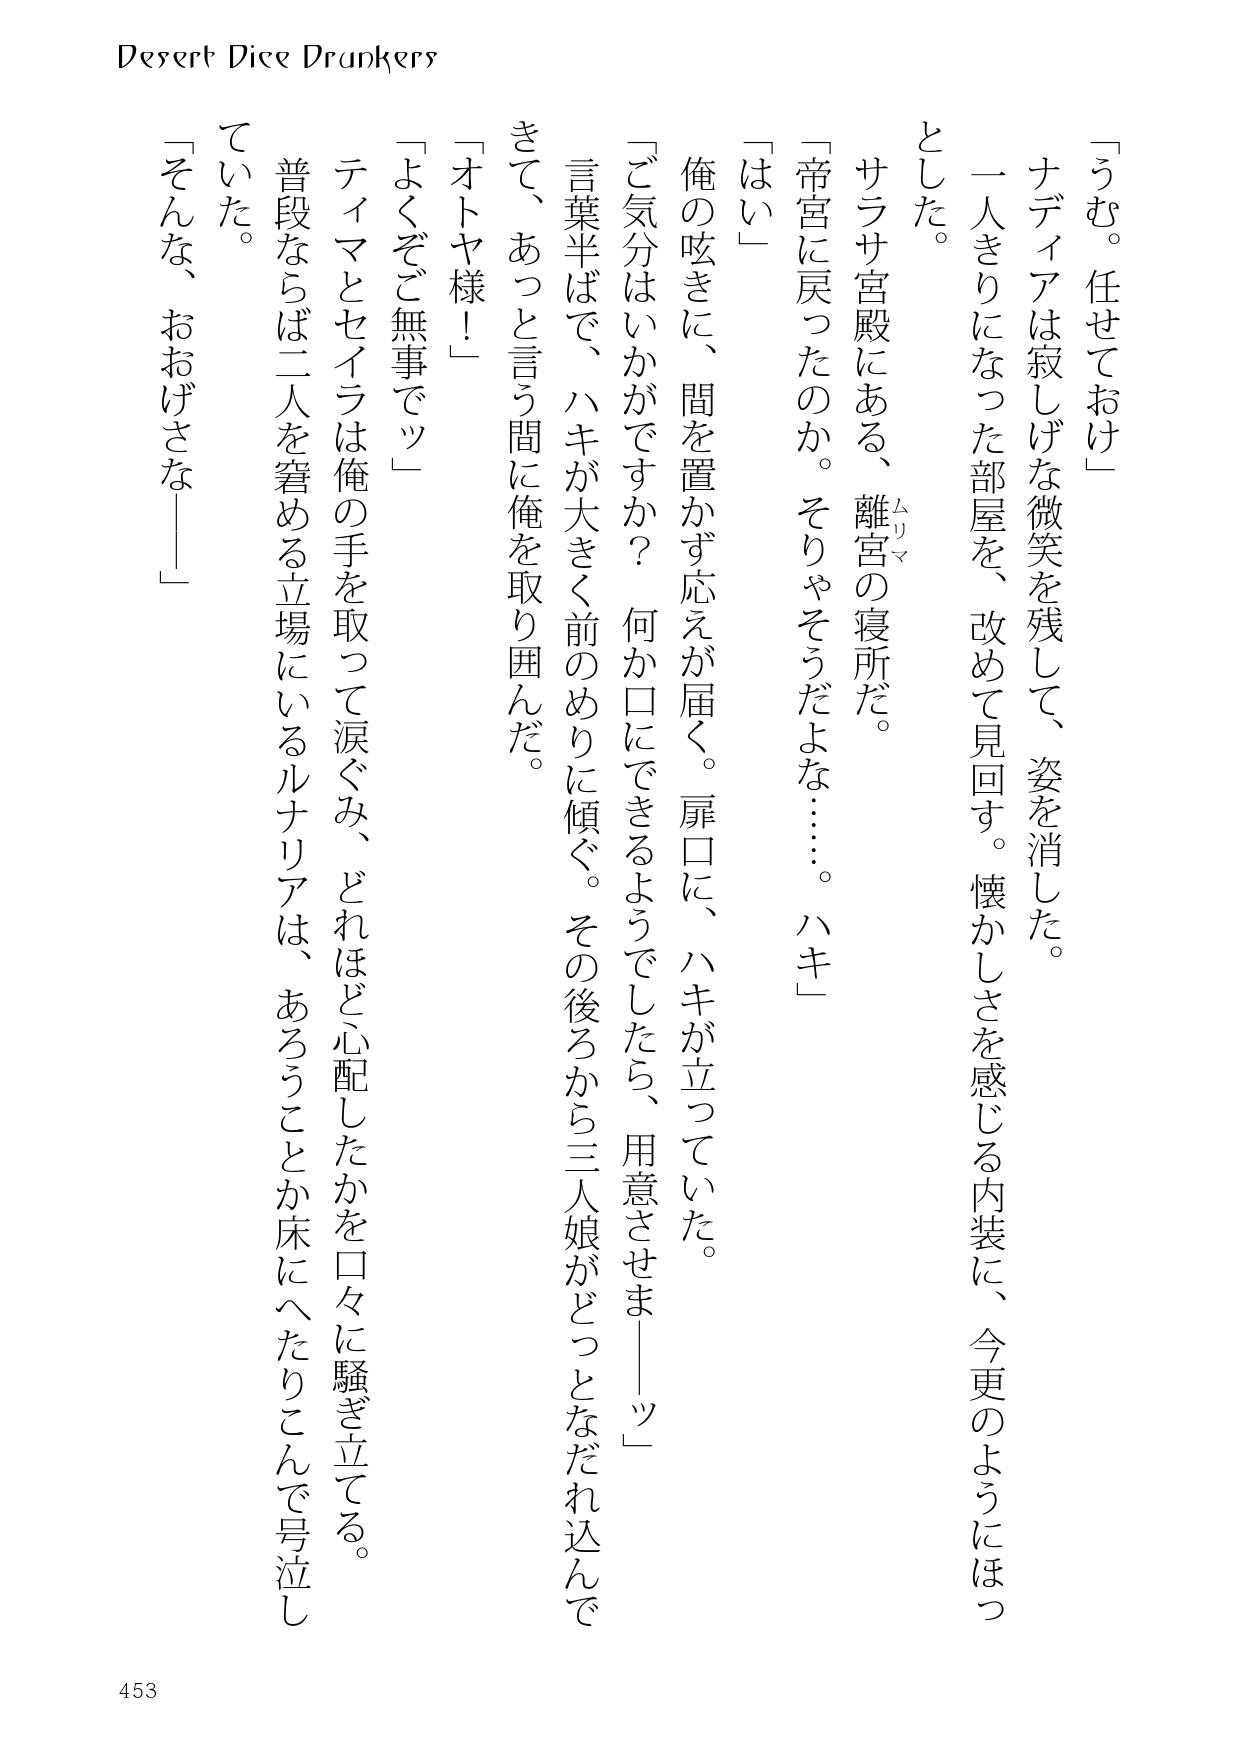 Desert Dice Drunkers
「うむ。任せておけ」
ナディアは寂しげな微笑を残して、姿を消した。
一人きりになった部屋を、改めて見回す。懐かしさを感じる内装に、今更のようにほっ
とした。
サラサ宮殿にある、離宮の寝所だ。
ムリマ
「帝宮に戻ったのか。そりゃそうだよな……。ハキ」
「はい」
俺の呟きに、間を置かず応えが届く。扉口に、ハキが立っていた。
「ご気分はいかがですか？　何か口にできるようでしたら、用意させま――ッ」
言葉半ばで、ハキが大きく前のめりに傾ぐ。その後ろから三人娘がどっとなだれ込んで
きて、あっと言う間に俺を取り囲んだ。
「オトヤ様！」
「よくぞご無事でッ」
ティマとセイラは俺の手を取って涙ぐみ、どれほど心配したかを口々に騒ぎ立てる。
普段ならば二人を窘める立場にいるルナリアは、あろうことか床にへたりこんで号泣し
ていた。
「そんな、おおげさな――」
453